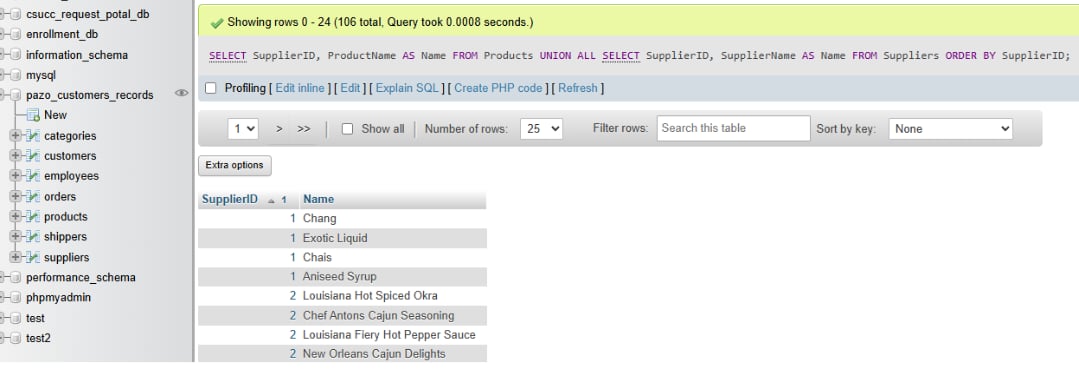 csucc_request_potal_db
enrollment_db
information_schema
mysql
pazo_customers_records
New
categories
customers
employees
orders
products
shippers
suppliers
performance_schema
phpmyadmin
test
test2
Showing rows 0 - 24 (106 total, Query took 0.0008 seconds.)
SELECT SupplierID, ProductName AS Name FROM Products UNION ALL SELECT SupplierID, SupplierName AS Name FROM Suppliers ORDER BY SupplierID;
Profiling [ Edit inline ] [ Edit ] [ Explain SQL ] [ Create PHP code ] [ Refresh ]
1 > >> Show all Number of rows: 25 Filter rows: Search this table Sort by key: None
Extra options
SupplierID 1 Name
1 Chang
1 Exotic Liquid
1 Chais
1 Aniseed Syrup
2 Louisiana Hot Spiced Okra
2 Chef Antons Cajun Seasoning
2 Louisiana Fiery Hot Pepper Sauce
2 New Orleans Cajun Delights